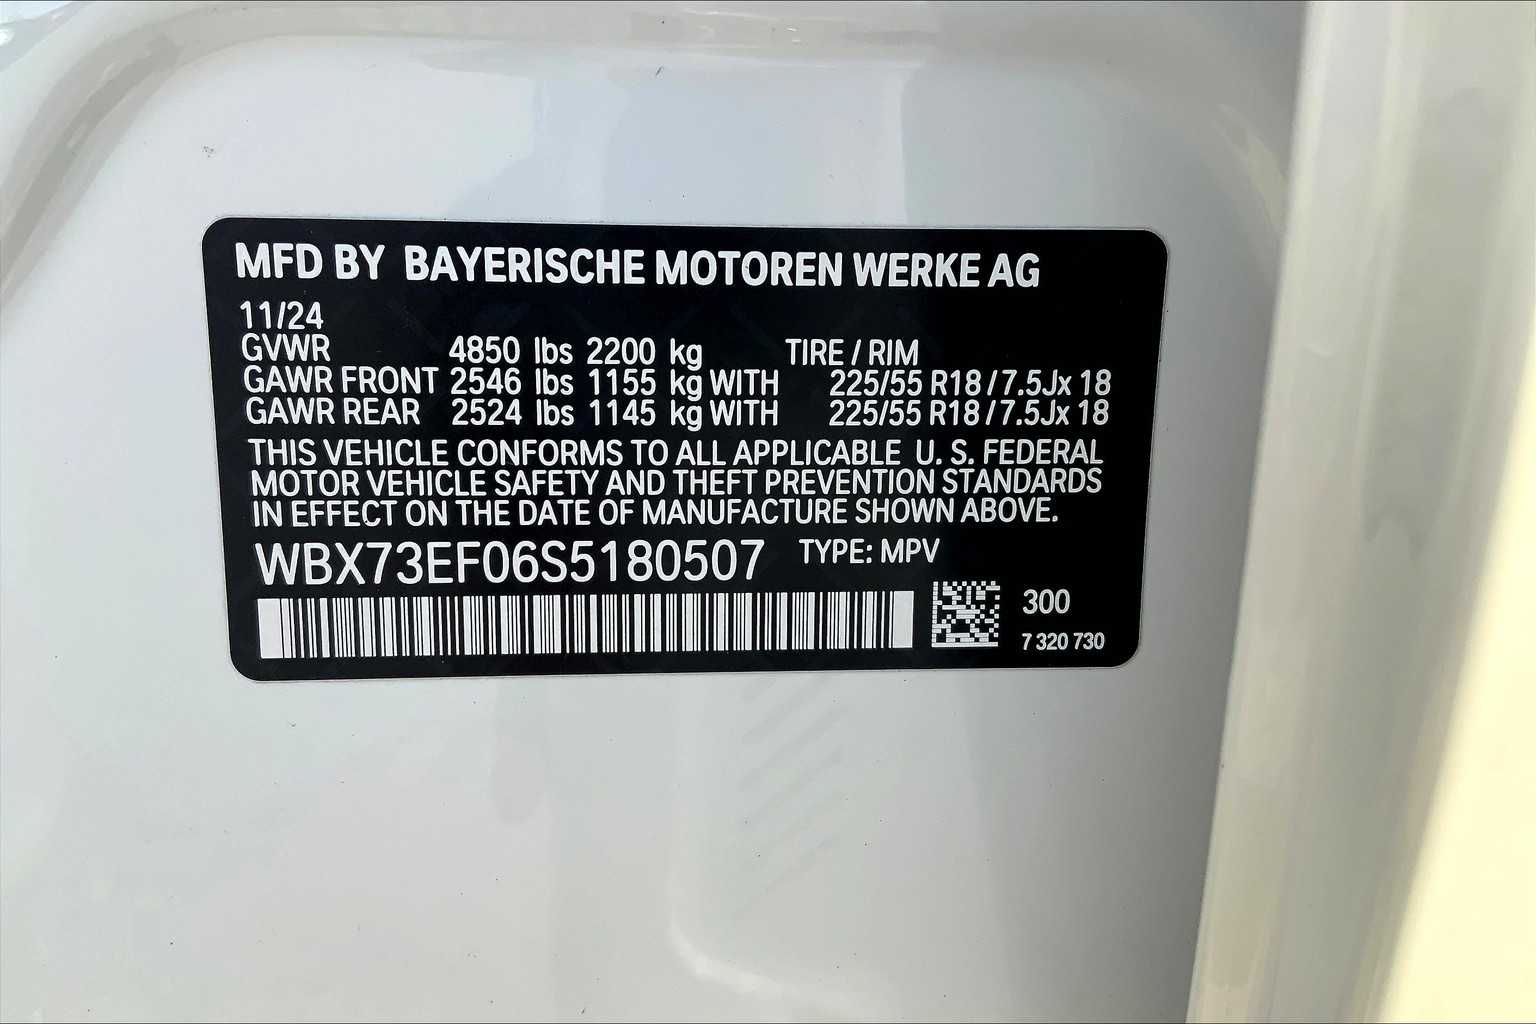 MFD BY BAYERISCHE MOTOREN WERKE AG
11/24
GVWR 4850 lbs 2200 kg TIRE / RIM
GAWR FRONT 2546 lbs 1155 kg WITH 225/55 R18 / 7.5Jx 18
GAWR REAR 2524 lbs 1145 kg WITH 225/55 R18 / 7.5Jx 18
THIS VEHICLE CONFORMS TO ALL APPLICABLE U. S. FEDERAL
MOTOR VEHICLE SAFETY AND THEFT PREVENTION STANDARDS
IN EFFECT ON THE DATE OF MANUFACTURE SHOWN ABOVE.
WBX73EF06S5180507 TYPE: MPV
300
7 320 730